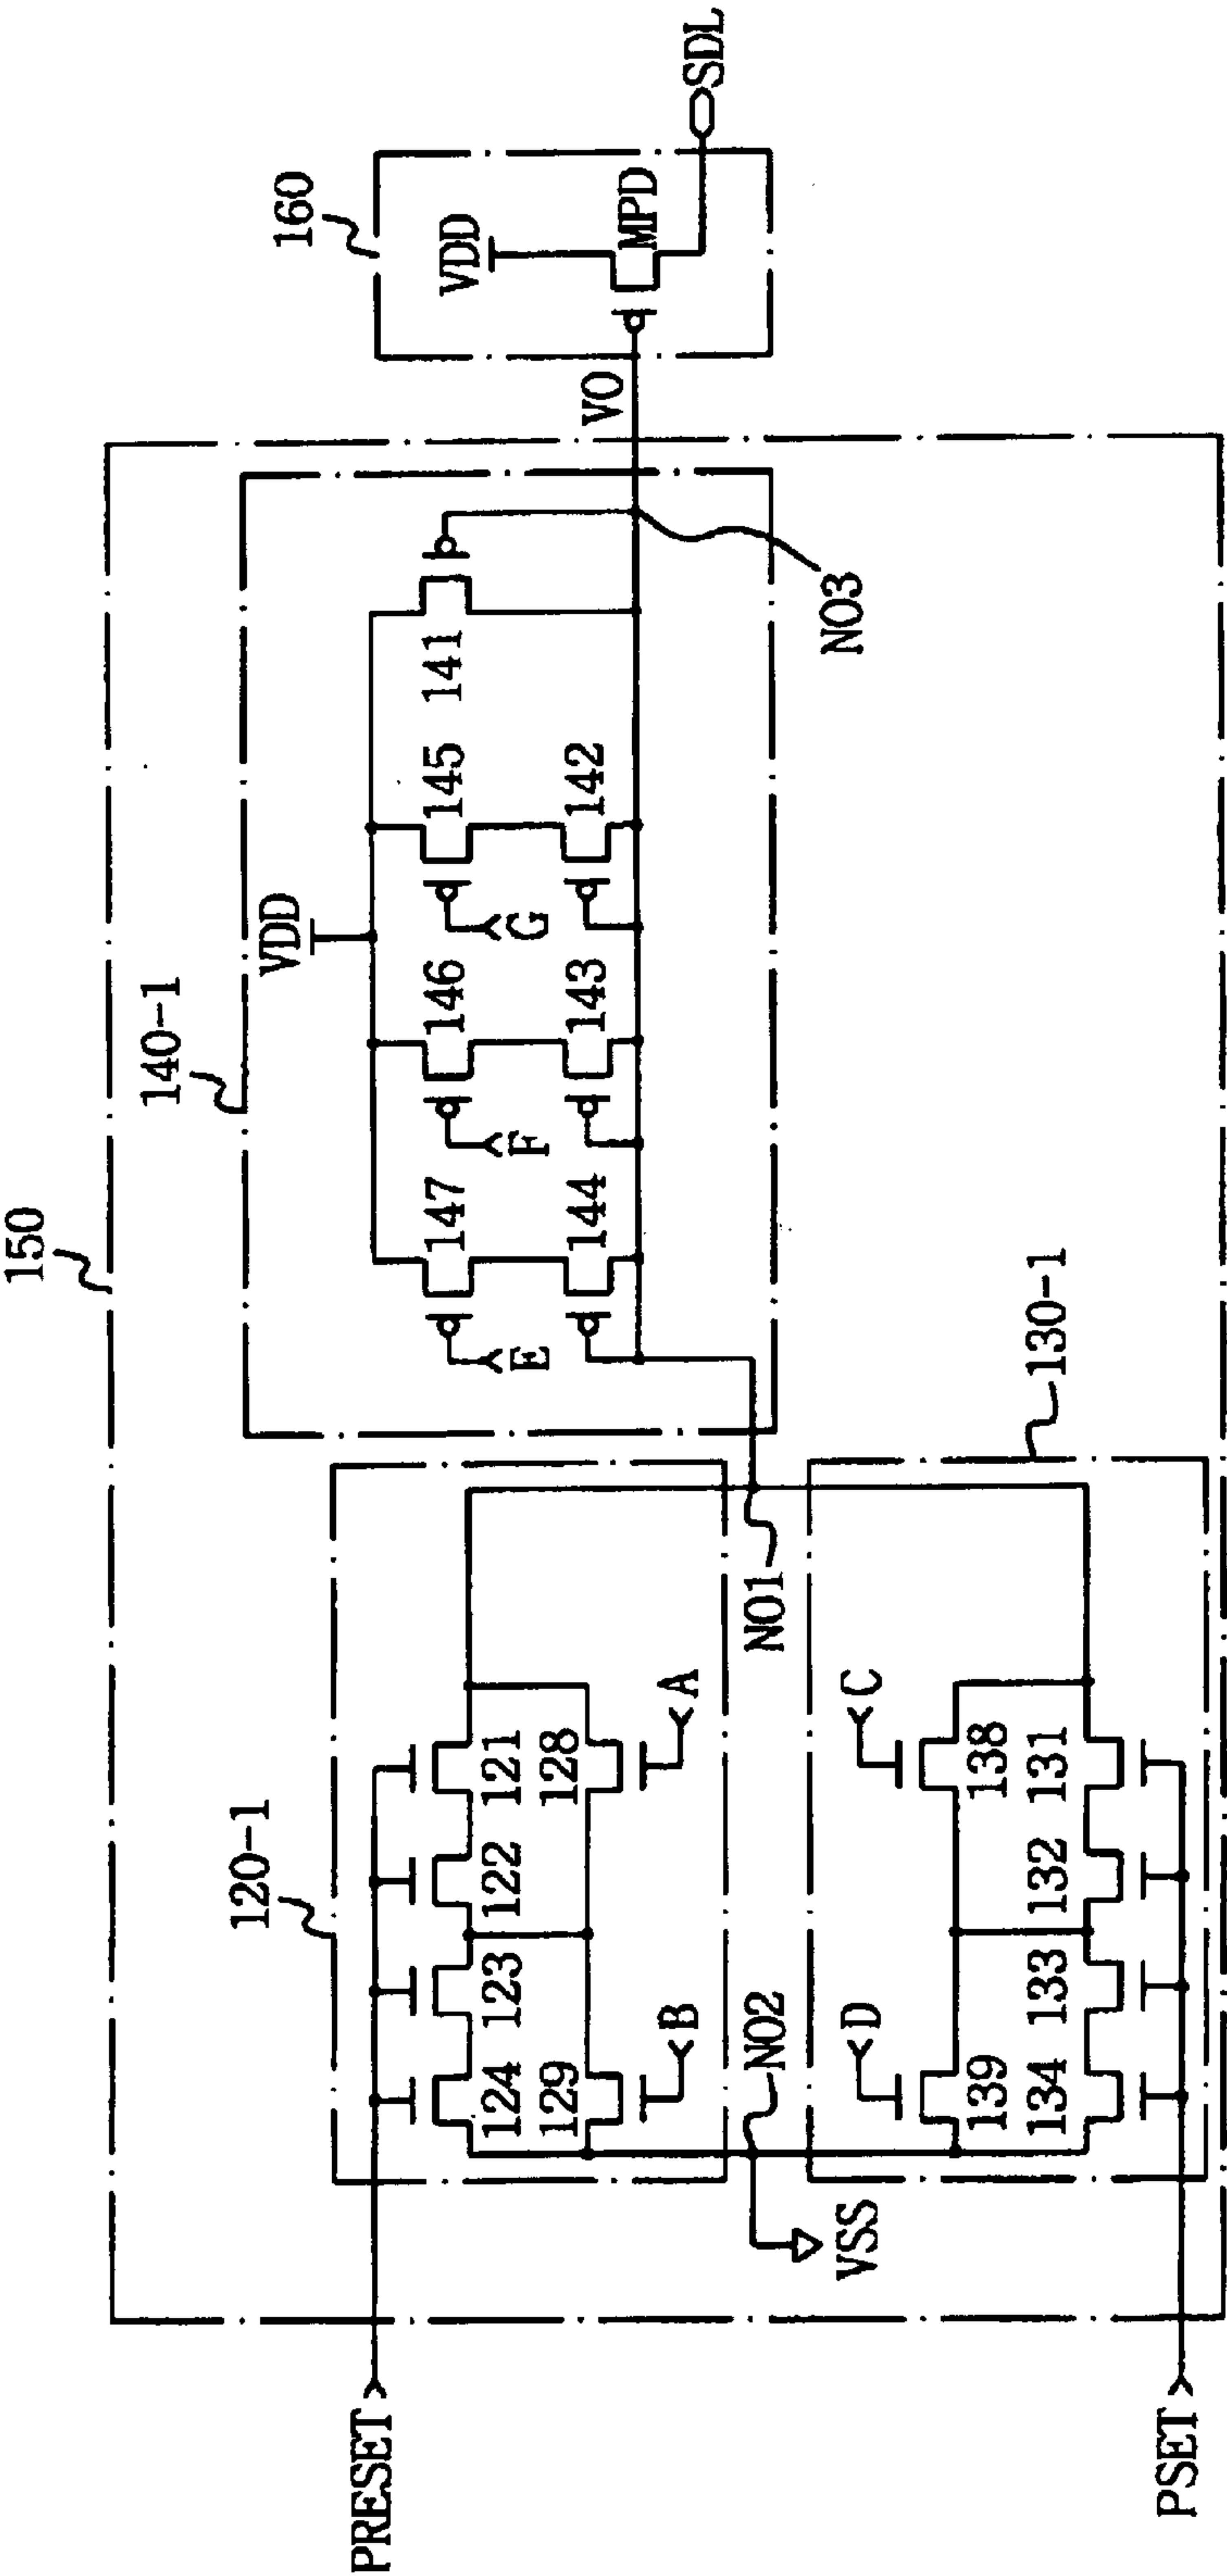 150
140-1
160
VDD
VDD
120-1
147
146
145
141
E
F
G
144
143
142
VO
MPD
SDL
NO3
PRESET
124
123
122
121
129
128
B
A
NO2
NO1
VSS
D
C
139
138
134
133
132
131
130-1
PSET